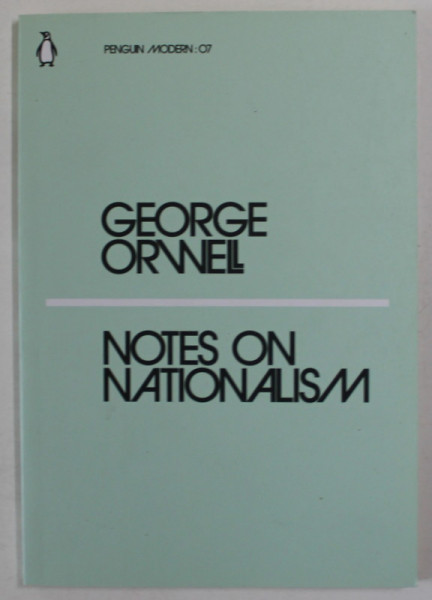 PENGUIN MODERN: 07
GEORGE
ORWELL
NOTES ON
NATIONALISM